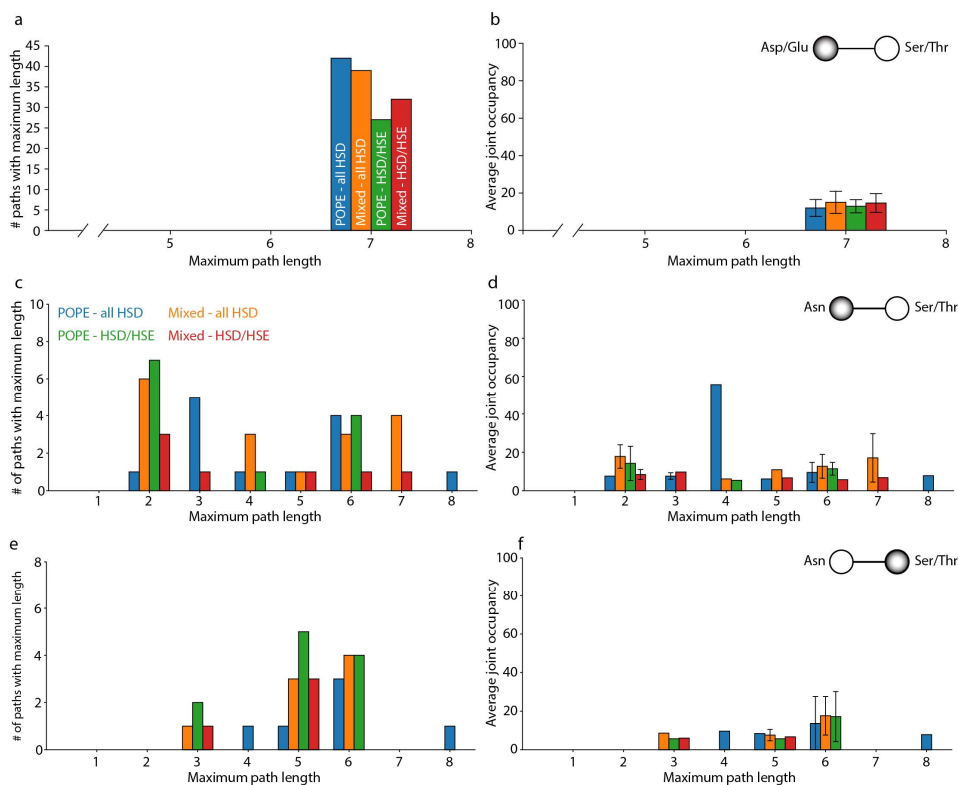 a
# paths with maximum length
45
40
35
30
25
20
15
10
5
0
POPE - all HSD
Mixed - all HSD
POPE - HSD/HSE
Mixed - HSD/HSE
5 6 7 8
Maximum path length
b
Average joint occupancy
100
80
60
40
20
0
Asp/Glu Ser/Thr
5 6 7 8
Maximum path length
c
# of paths with maximum length
10
8
6
4
2
0
POPE - all HSD Mixed - all HSD
POPE - HSD/HSE Mixed - HSD/HSE
1 2 3 4 5 6 7 8
Maximum path length
d
Average joint occupancy
100
80
60
40
20
0
Asn Ser/Thr
1 2 3 4 5 6 7 8
Maximum path length
e
# of paths with maximum length
8
6
4
2
0
1 2 3 4 5 6 7 8
Maximum path length
f
Average joint occupancy
100
80
60
40
20
0
Asn Ser/Thr
1 2 3 4 5 6 7 8
Maximum path length